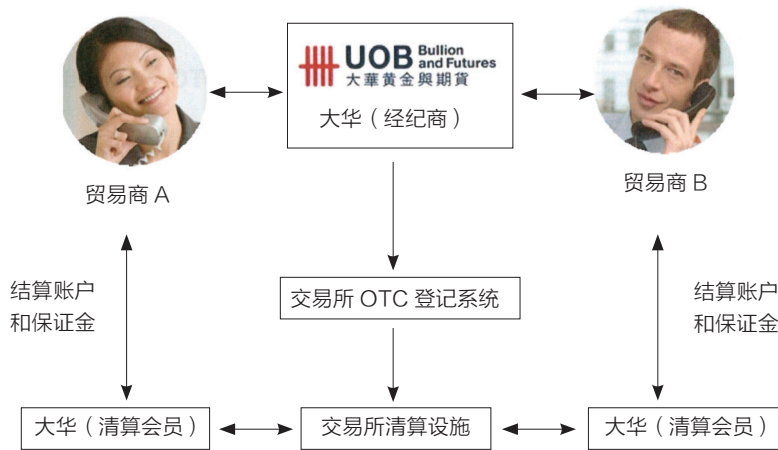 UOB Bullion
and Futures
大華黃金與期貨
大华（经纪商）
贸易商 A
贸易商 B
结算账户
和保证金
交易所 OTC 登记系统
结算账户
和保证金
大华（清算会员）
交易所清算设施
大华（清算会员）